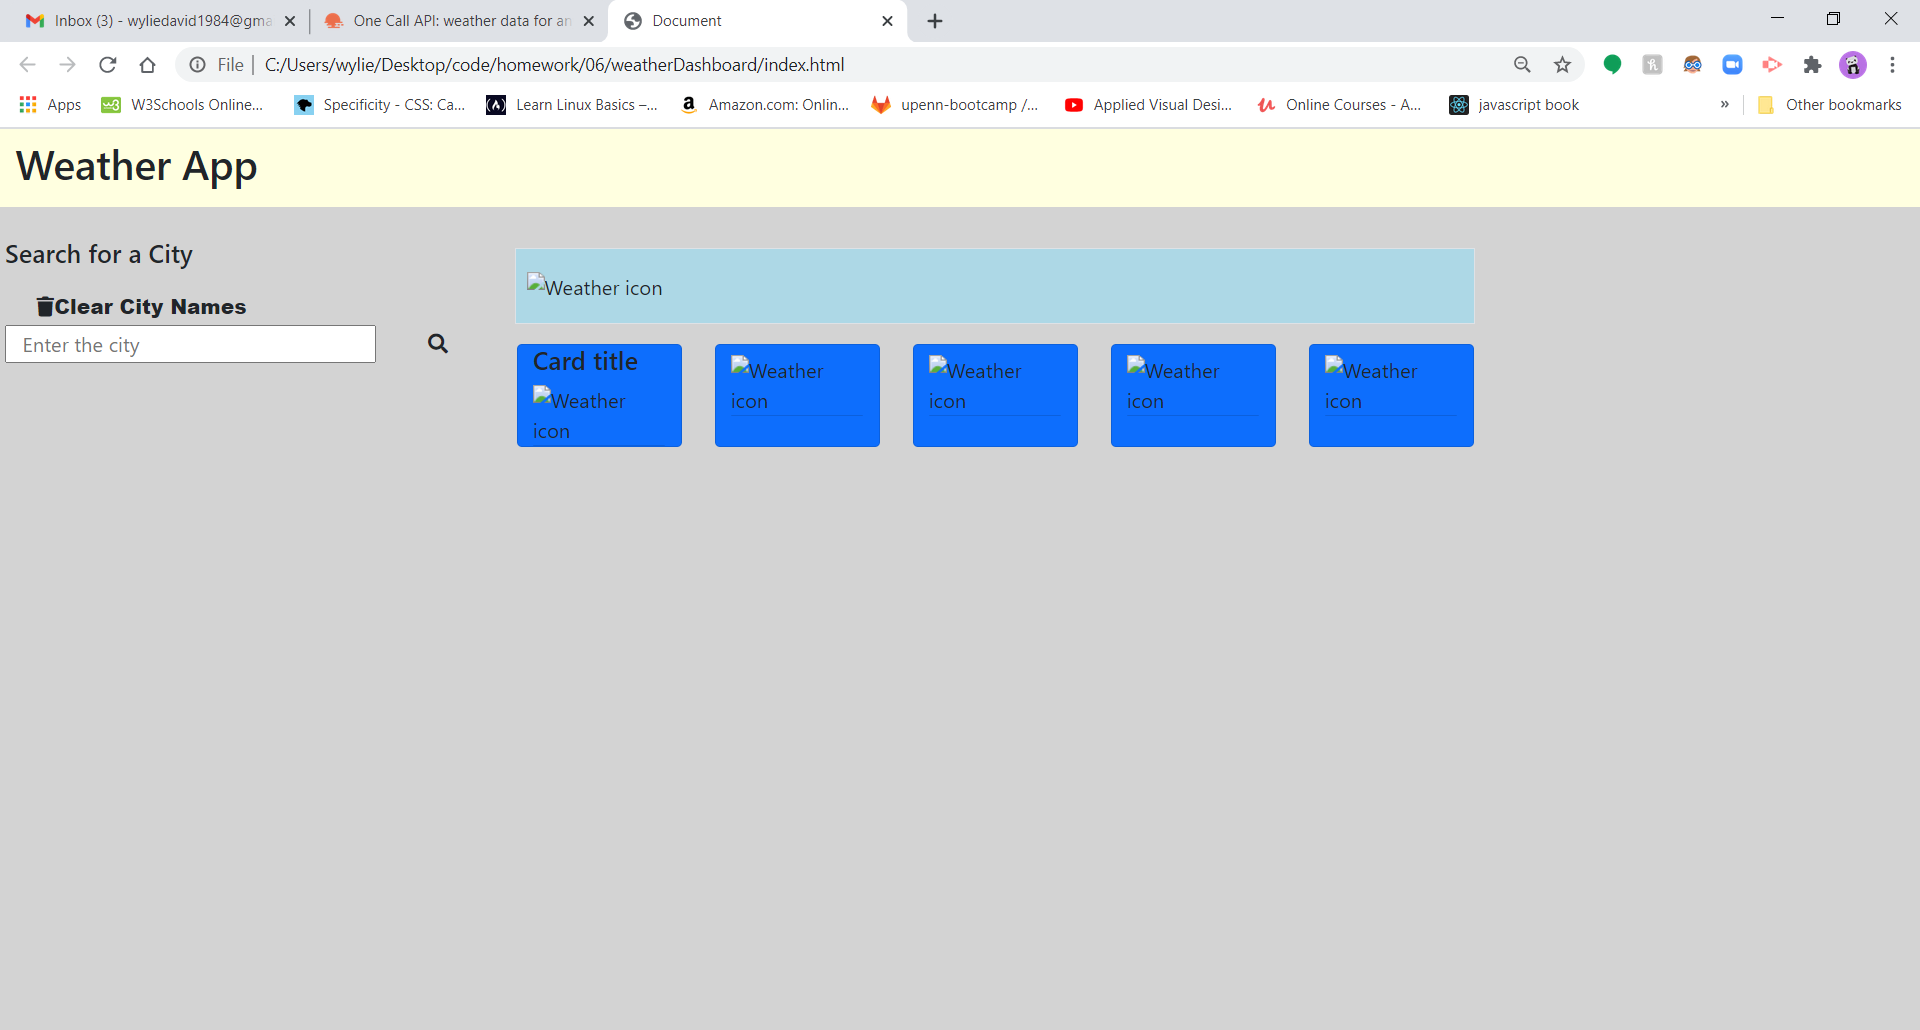 Inbox (3) - wyliedavid1984@gma
One Call API: weather data for an
Document
File
C:/Users/wylie/Desktop/code/homework/06/weatherDashboard/index.html
Apps
W3Schools Online...
Specificity - CSS: Ca...
Learn Linux Basics –...
Amazon.com: Onlin...
upenn-bootcamp /...
Applied Visual Desi...
Online Courses - A...
javascript book
»
Other bookmarks
Weather App
Search for a City
Clear City Names
Enter the city
Weather icon
Card title
Weather
icon
Weather
icon
Weather
icon
Weather
icon
Weather
icon